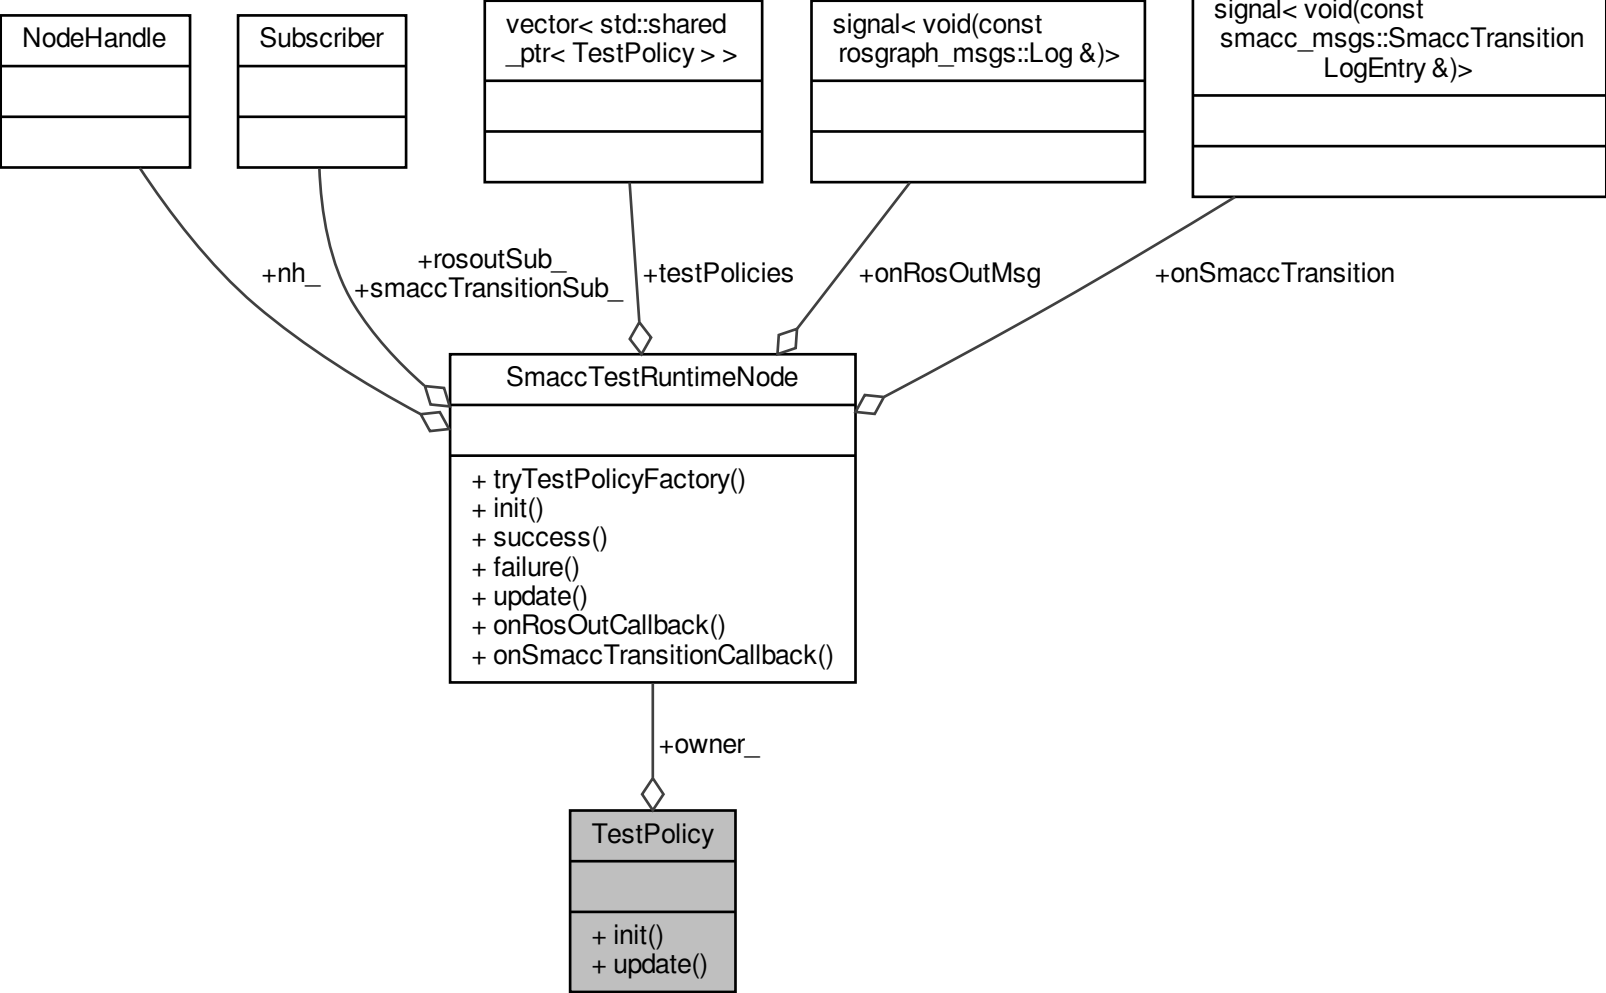 NodeHandle
Subscriber
vector< std::shared
_ptr< TestPolicy > >
signal< void(const
rosgraph_msgs::Log &)>
signal< void(const
smacc_msgs::SmaccTransition
LogEntry &)>
+nh_
+rosoutSub_
+smaccTransitionSub_
+testPolicies
+onRosOutMsg
+onSmaccTransition
SmaccTestRuntimeNode
+ tryTestPolicyFactory()
+ init()
+ success()
+ failure()
+ update()
+ onRosOutCallback()
+ onSmaccTransitionCallback()
+owner_
TestPolicy
+ init()
+ update()